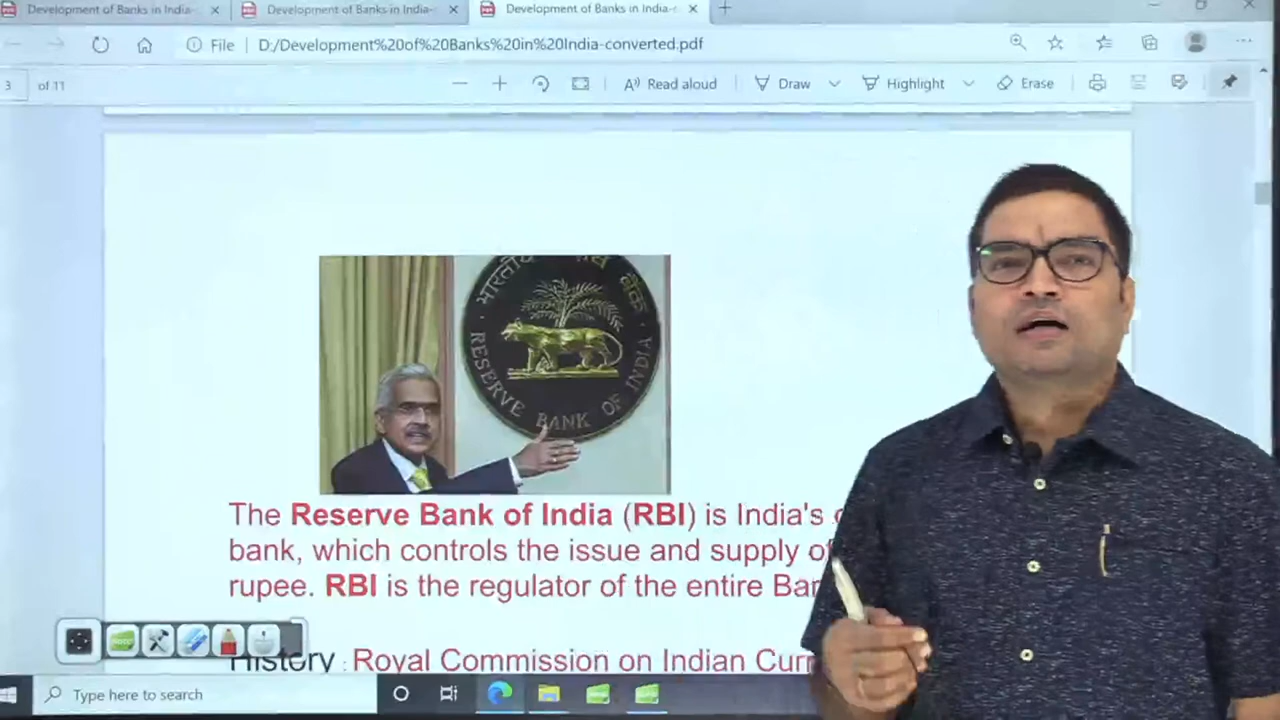 Development of Banks in India-
Development of Banks in India-
Development of Banks in India-
File D:/Development%20of%20Banks%20in%20India-converted.pdf
3 of 11
Read aloud
Draw
Highlight
Erase
भारतीय
बैंक
RESERVE BANK OF INDIA
The Reserve Bank of India (RBI) is India's
bank, which controls the issue and supply of
rupee. RBI is the regulator of the entire
History : Royal Commission on Indian
Type here to search